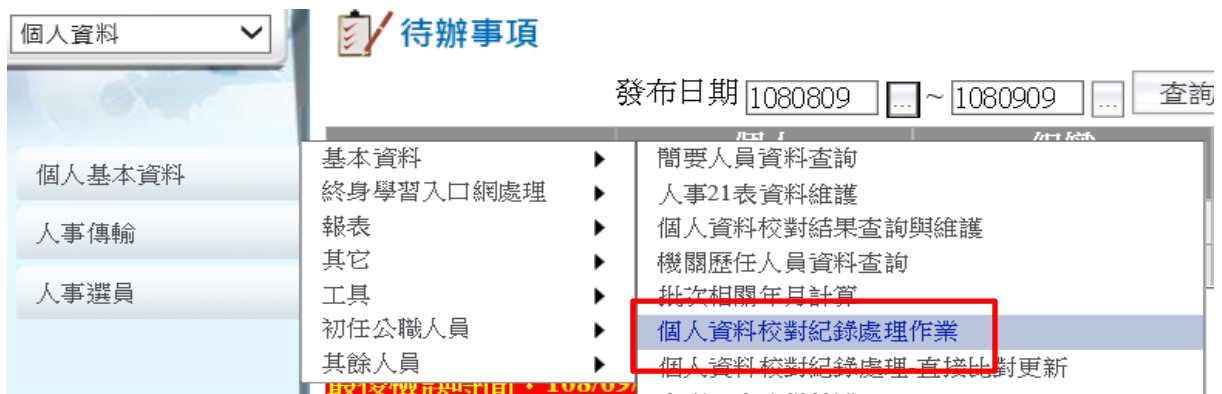 個人資料
待辦事項
發布日期 1080809 ... ~ 1080909 ... 查詢
個人基本資料
人事傳輸
人事選員
基本資料
終身學習入口網處理
報表
其它
工具
初任公職人員
其餘人員
簡要人員資料查詢
人事21表資料維護
個人資料校對結果查詢與維護
機關歷任人員資料查詢
批次相關年月計算
個人資料校對紀錄處理作業
個人資料校對紀錄處理-直接比對更新
108/09/